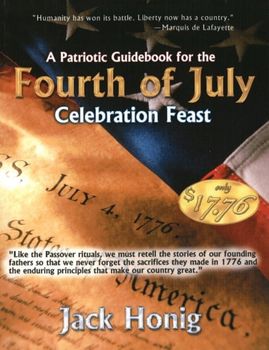 "Humanity has won its battle. Liberty now has a country."
—Marquis de Lafayette
A Patriotic Guidebook for the
Fourth of July
Celebration Feast
S. July 4, 1776.
only
$17.76
"Like the Passover rituals, we must retell the stories of our founding
fathers so that we never forget the sacrifices they made in 1776 and
the enduring principles that make our country great."
States
America.
Jack Honig